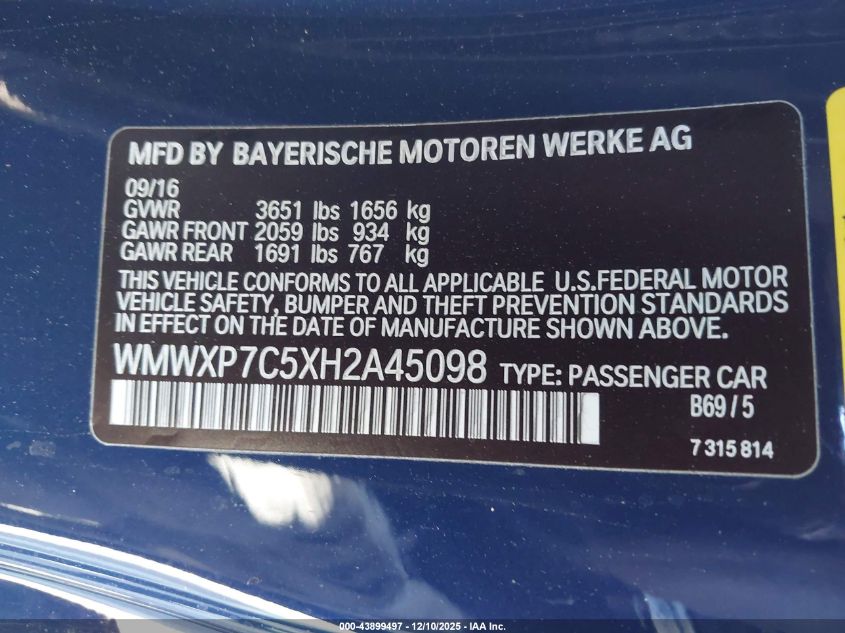 MFD BY BAYERISCHE MOTOREN WERKE AG
09/16
GVWR 3651 lbs 1656 kg
GAWR FRONT 2059 lbs 934 kg
GAWR REAR 1691 lbs 767 kg
THIS VEHICLE CONFORMS TO ALL APPLICABLE U.S.FEDERAL MOTOR
VEHICLE SAFETY, BUMPER AND THEFT PREVENTION STANDARDS
IN EFFECT ON THE DATE OF MANUFACTURE SHOWN ABOVE.
WMWXP7C5XH2A45098 TYPE: PASSENGER CAR
B69/5
7 315 814
000-43899497 - 12/10/2025 - IAA Inc.